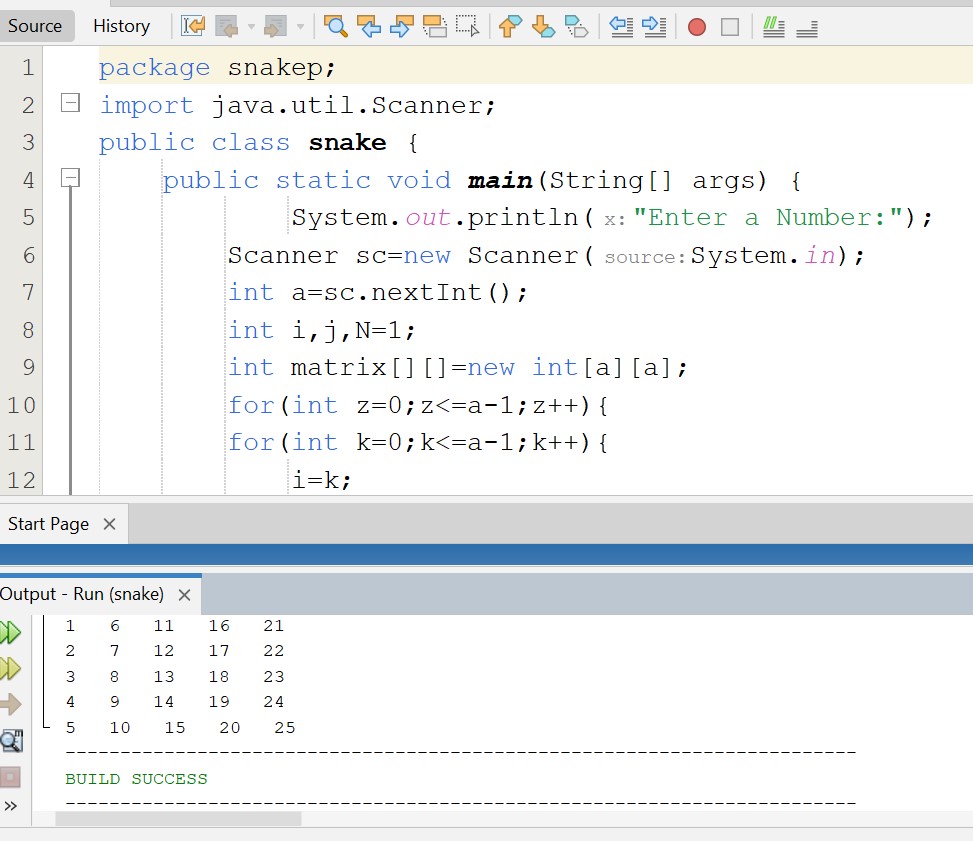 Source History
1 package snakep;
2 import java.util.Scanner;
3 public class snake {
4 public static void main(String[] args) {
5 System.out.println( x: "Enter a Number:");
6 Scanner sc=new Scanner( source: System.in);
7 int a=sc.nextInt();
8 int i,j,N=1;
9 int matrix[][]=new int[a][a];
10 for(int z=0;z<=a-1;z++){
11 for(int k=0;k<=a-1;k++){
12 i=k;
Start Page
Output - Run (snake)
1 6 11 16 21
2 7 12 17 22
3 8 13 18 23
4 9 14 19 24
5 10 15 20 25
------------------------------------------------------------------------
BUILD SUCCESS
------------------------------------------------------------------------